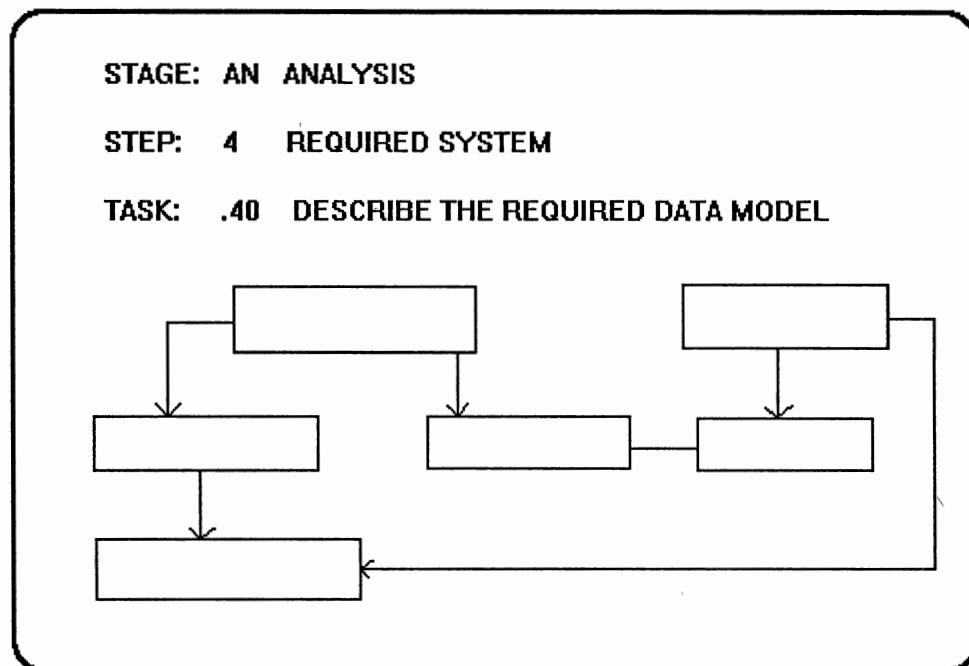 STAGE: AN ANALYSIS
STEP: 4 REQUIRED SYSTEM
TASK: .40 DESCRIBE THE REQUIRED DATA MODEL